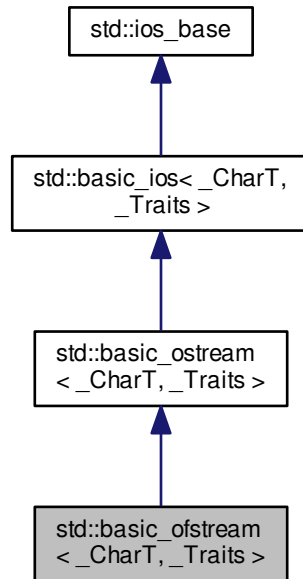 std::ios_base
std::basic_ios< _CharT,
_Traits >
std::basic_ostream
< _CharT, _Traits >
std::basic_ofstream
< _CharT, _Traits >